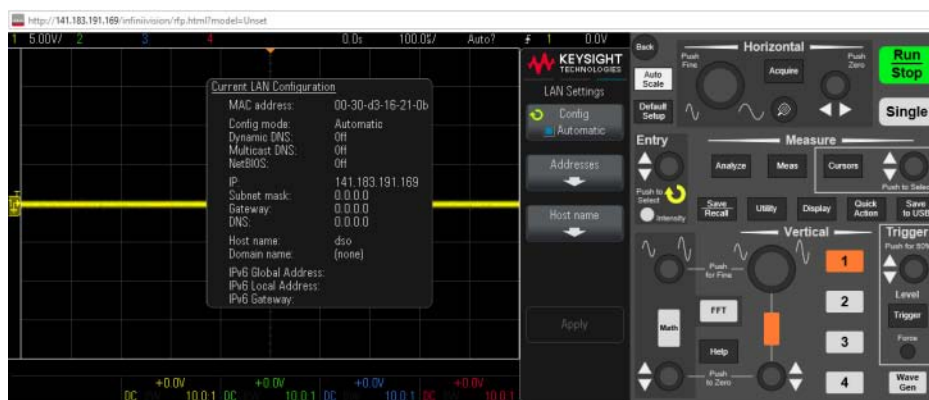 http://141.183.191.169/infiniivision/rfp.html?model=Unset
1 5.00V/ 2 3 4 0.0s 100.0s/ Auto? 1 0.0V
Current LAN Configuration
MAC address: 00-30-d3-16-21-0b
Config mode: Automatic
Dynamic DNS: Off
Multicast DNS: Off
NetBIOS: Off
IP: 141.183.191.169
Subnet mask: 0.0.0.0
Gateway: 0.0.0.0
DNS: 0.0.0.0
Host name: dso
Domain name: (none)
IPv6 Global Address:
IPv6 Local Address:
IPv6 Gateway:
+0.0V +0.0V +0.0V +0.0V
DC 10.0:1 DC 10.0:1 DC 10.0:1 DC 10.0:1
KEYSIGHT
TECHNOLOGIES
LAN Settings
Config
Automatic
Addresses
Host name
Apply
Back
Auto
Scale
Default
Setup
Horizontal
Push
Fine
Acquire
Push
Zero
Run
Stop
Single
Entry
Push to
Select
Intensity
Measure
Analyze
Meas
Cursors
Push to Select
Save
Recall
Utility
Display
Quick
Action
Save
to USB
Vertical
Push
for Fine
1
2
3
4
FFT
Math
Help
Push
to Zero
Trigger
Push for 50%
Level
Trigger
Force
Wave
Gen